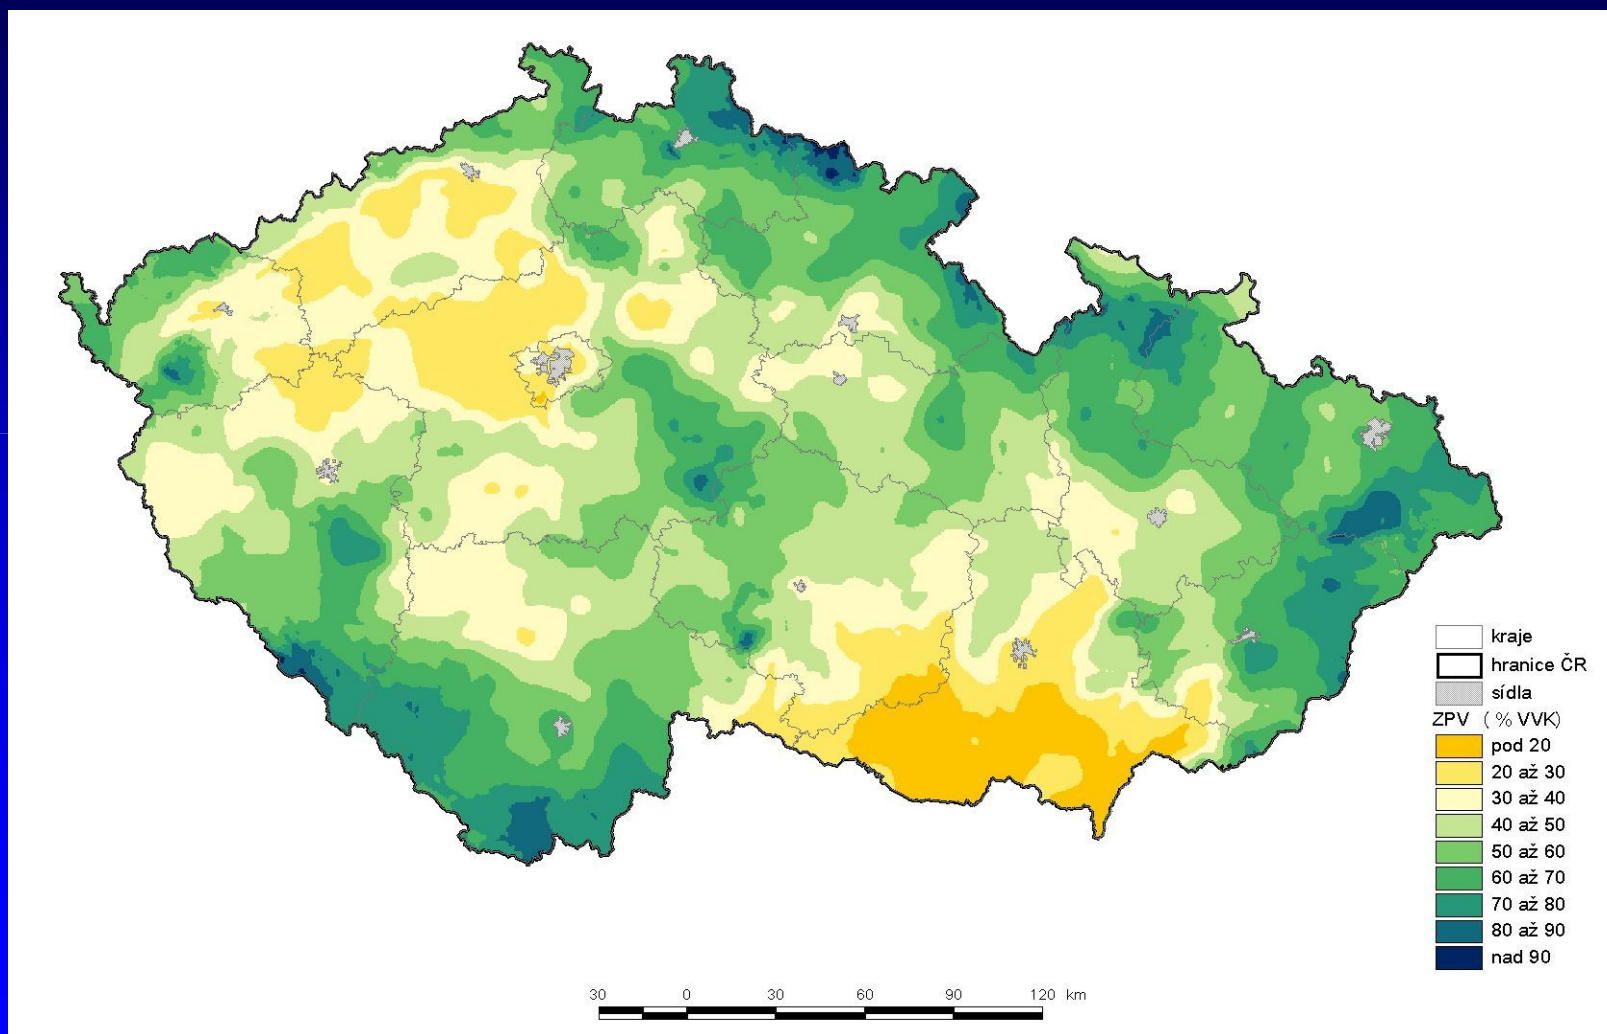 kraje
hranice ČR
sídla
ZPV ( % VVK)
pod 20
20 až 30
30 až 40
40 až 50
50 až 60
60 až 70
70 až 80
80 až 90
nad 90
30 0 30 60 90 120 km